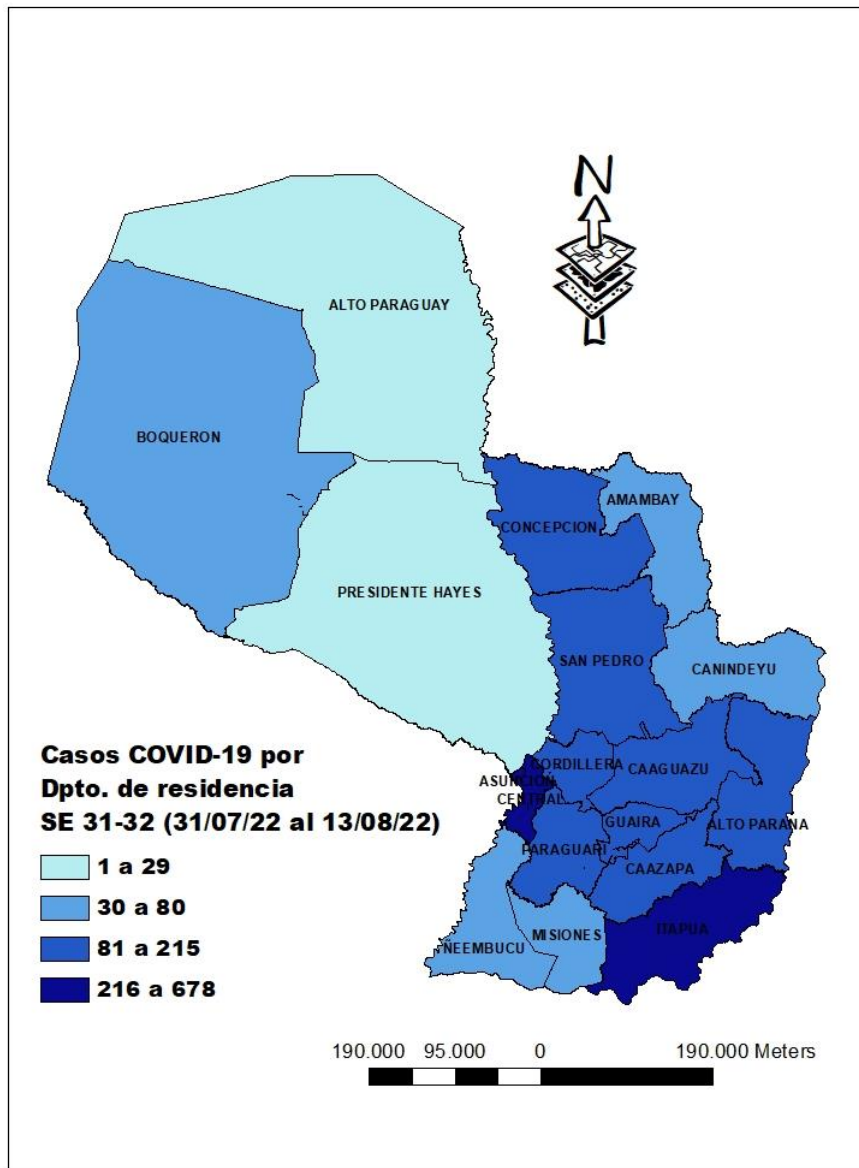 N
ALTO PARAGUAY
BOQUERON
AMAMBAY
CONCEPCION
PRESIDENTE HAYES
SAN PEDRO
CANINDEYU
Casos COVID-19 por
Dpto. de residencia
SE 31-32 (31/07/22 al 13/08/22)
1 a 29
30 a 80
81 a 215
216 a 678
CORDILLERA
CAAGUAZU
ASUNCION
CENTRAL
GUAIRA
ALTO PARANA
PARAGUARI
CAAZAPA
ITAPUA
MISIONES
ÑEEMBUCU
190.000 95.000 0 190.000 Meters